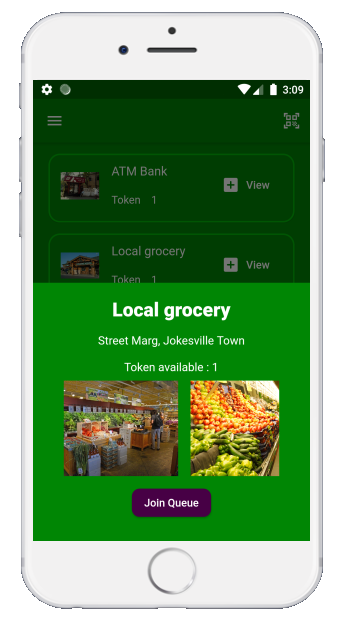 3:09
ATM Bank
Token 1
View
Local grocery
Token 1
View
Local grocery
Street Marg, Jokesville Town
Token available : 1
Join Queue